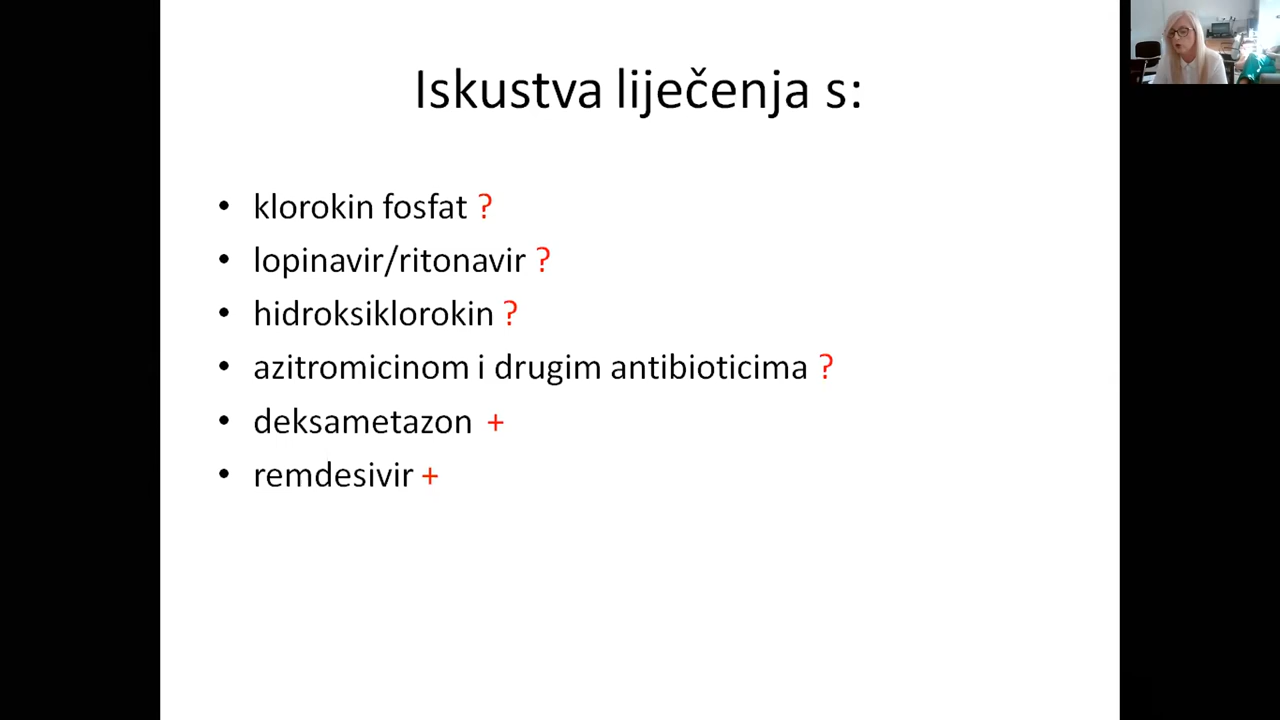 Iskustva liječenja s:
• klorokin fosfat ?
• lopinavir/ritonavir ?
• hidroksiklorokin ?
• azitromicinom i drugim antibioticima ?
• deksametazon +
• remdesivir +